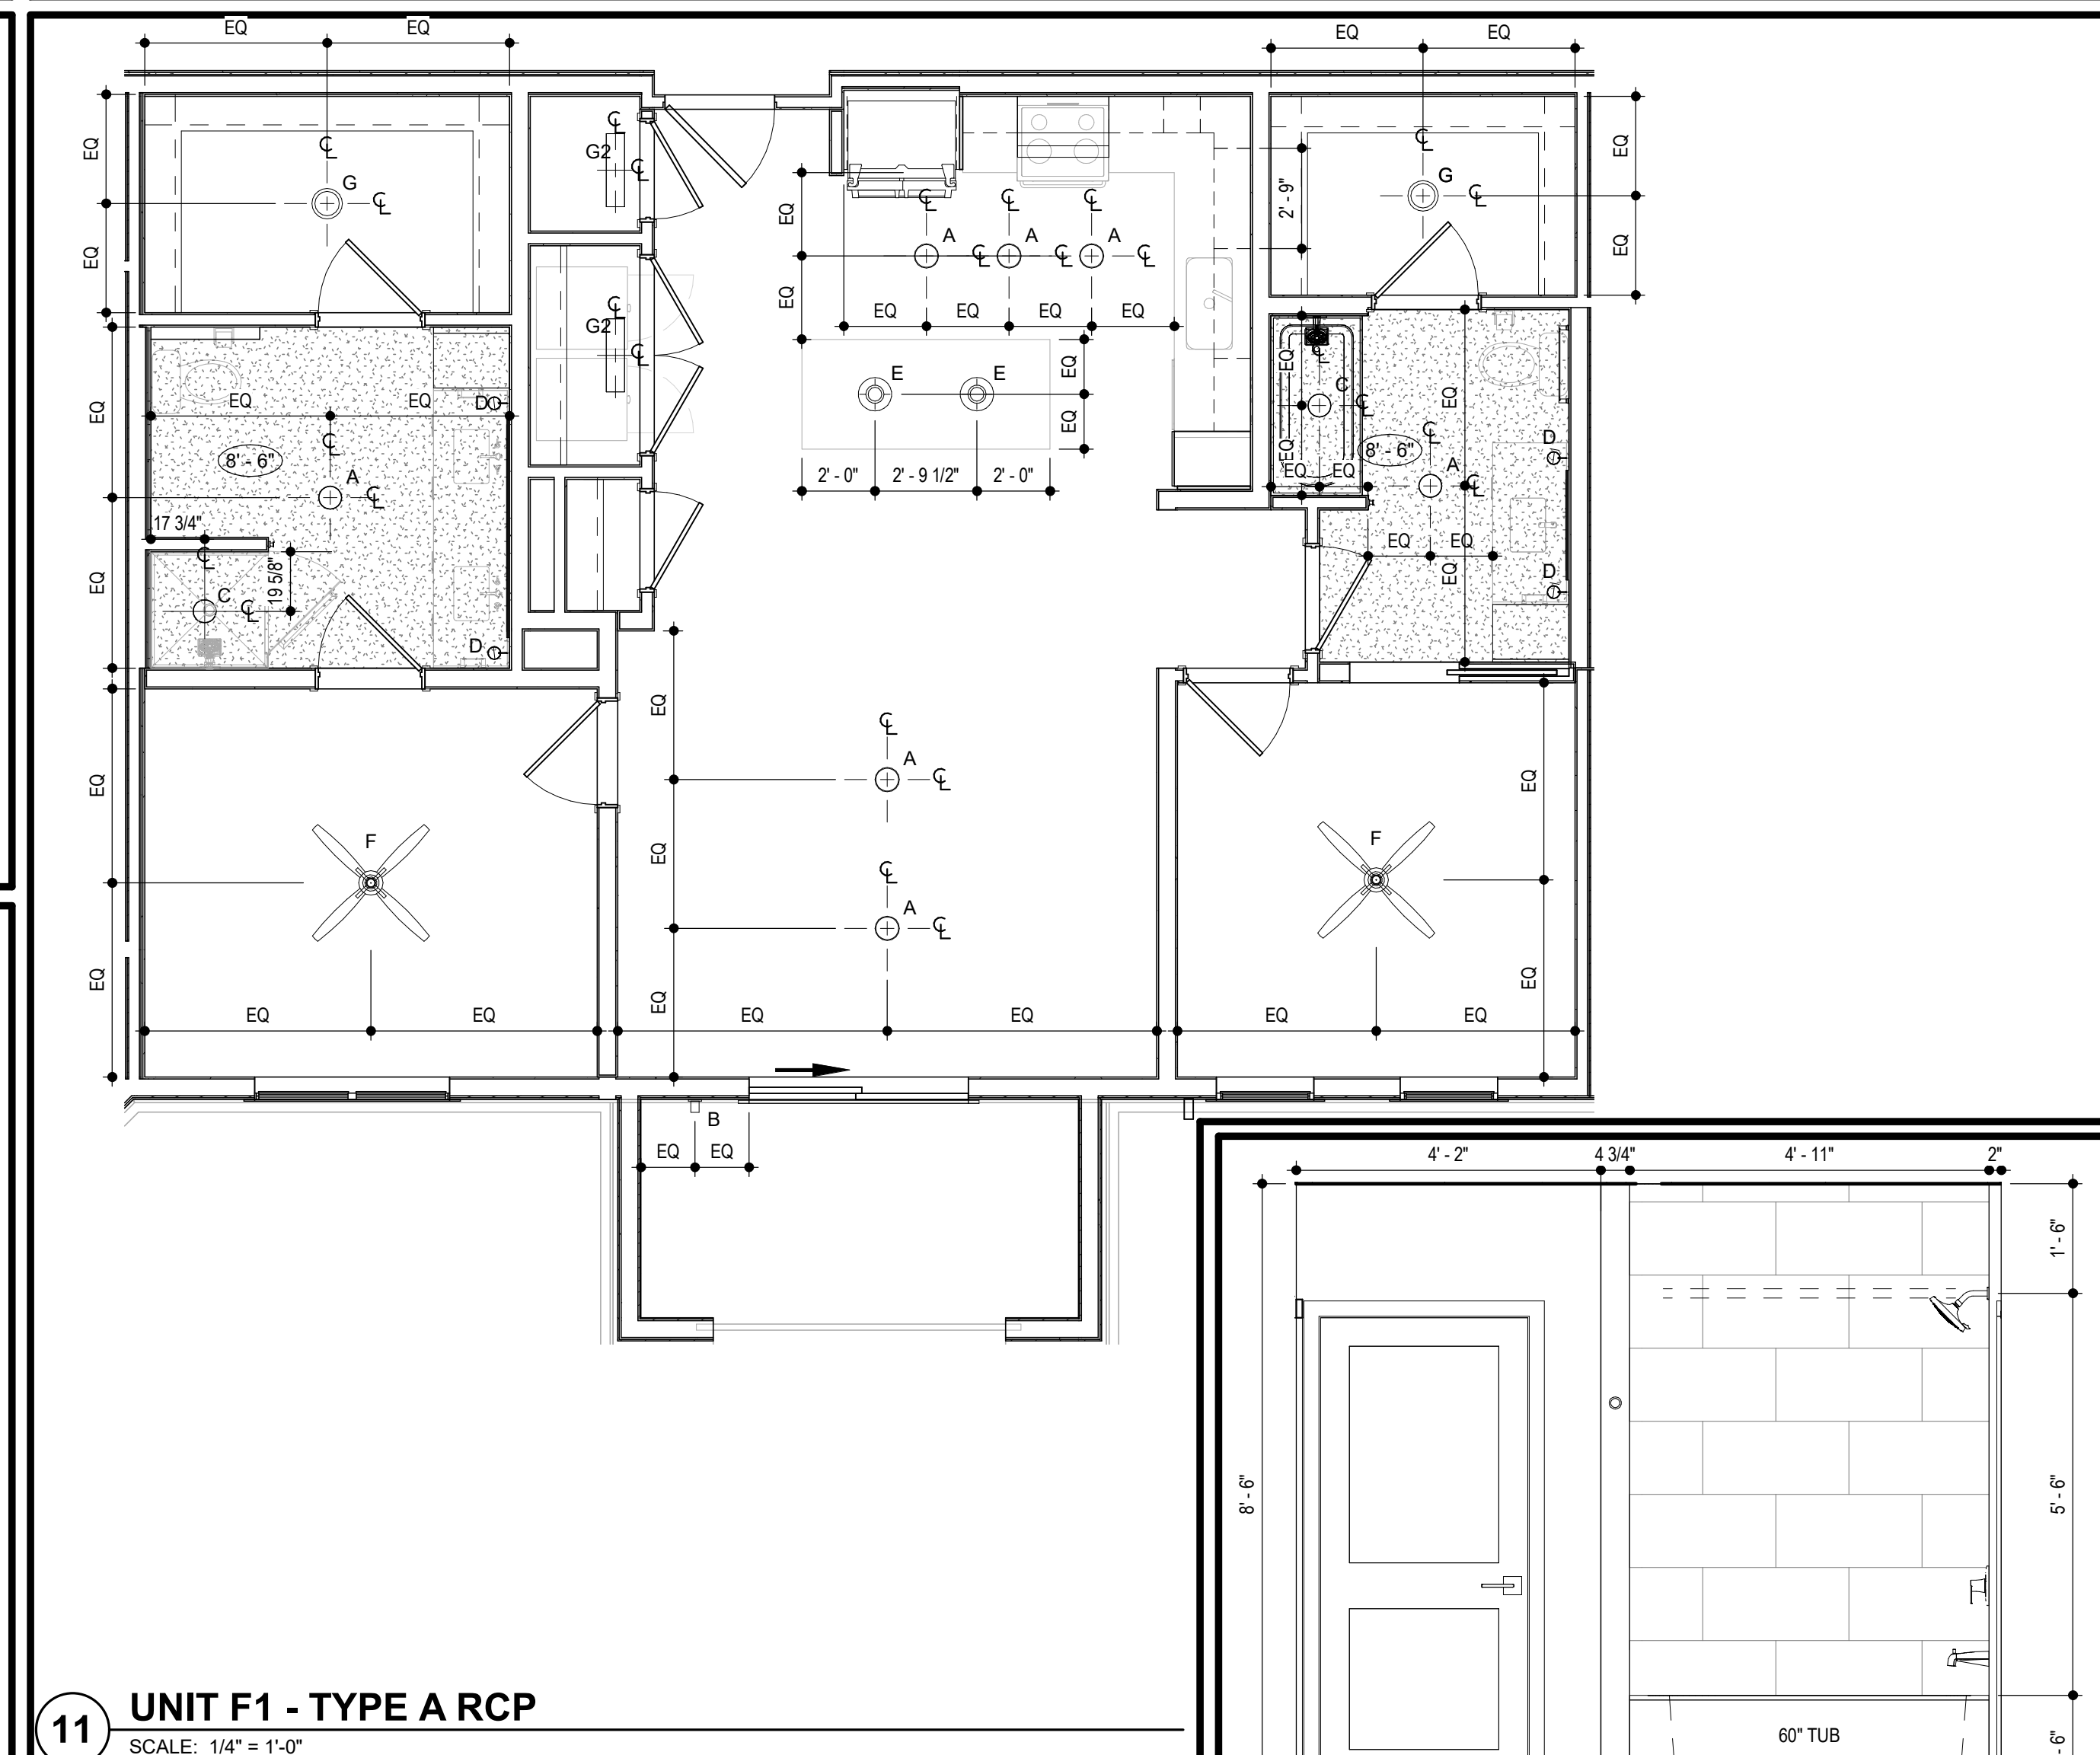 EQ EQ EQ EQ
EQ G2 EQ
G 2' - 9" G
EQ EQ
EQ A A A
EQ
G2 EQ EQ EQ EQ
EQ E E EQ EQ C EQ
EQ EQ D EQ
8' - 6" EQ 8' - 6" D
A 2' - 0" 2' - 9 1/2" 2' - 0" EQ EQ A
17 3/4"
EQ 19 5/8" EQ EQ EQ
C D
D
EQ
A
EQ EQ
F F
EQ
A
EQ EQ
EQ EQ EQ EQ EQ EQ EQ
B
EQ EQ
4' - 2" 4 3/4" 4' - 11" 2"
1' - 6"
8' - 6" 5' - 6"
60" TUB
11 UNIT F1 - TYPE A RCP
SCALE: 1/4" = 1'-0"